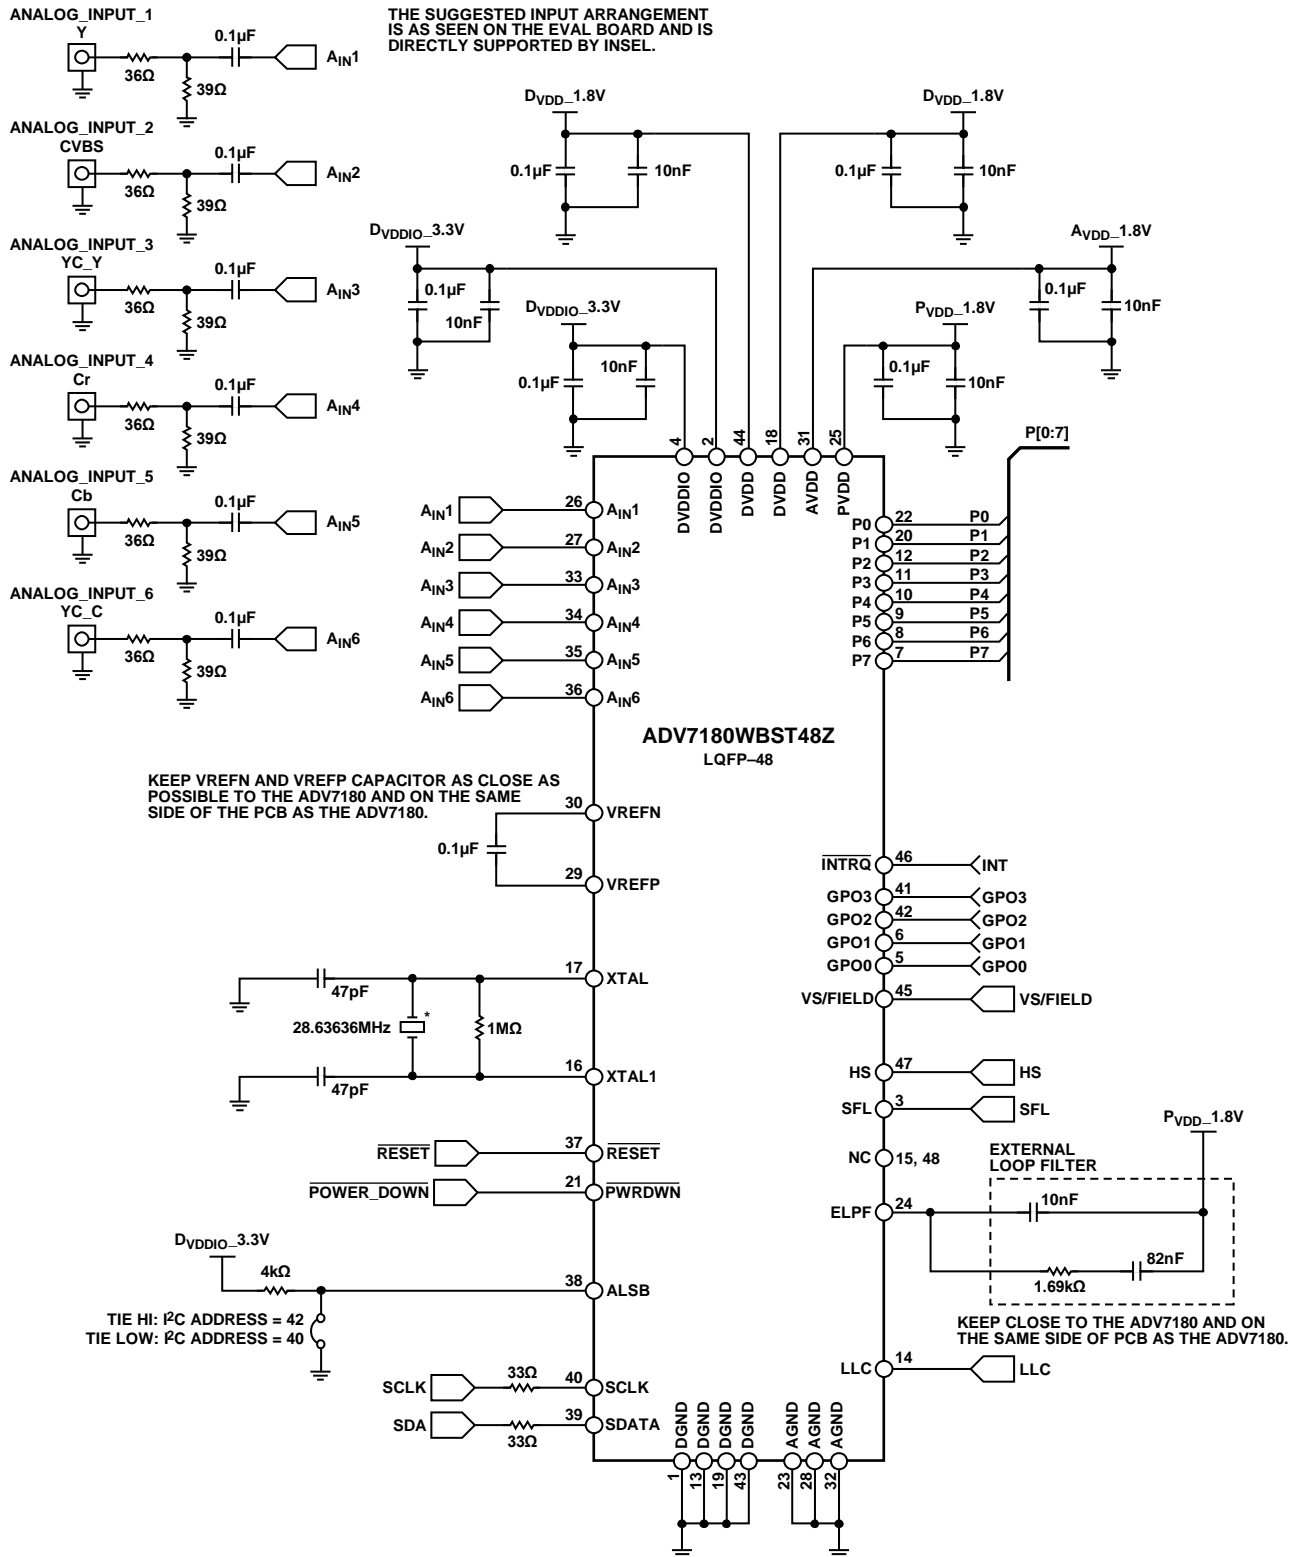 ANALOG_INPUT_1
Y
36Ω
39Ω
0.1µF
AIN1
THE SUGGESTED INPUT ARRANGEMENT
IS AS SEEN ON THE EVAL BOARD AND IS
DIRECTLY SUPPORTED BY INSEL.
ANALOG_INPUT_2
CVBS
36Ω
39Ω
0.1µF
AIN2
ANALOG_INPUT_3
YC_Y
36Ω
39Ω
0.1µF
AIN3
ANALOG_INPUT_4
Cr
36Ω
39Ω
0.1µF
AIN4
ANALOG_INPUT_5
Cb
36Ω
39Ω
0.1µF
AIN5
ANALOG_INPUT_6
YC_C
36Ω
39Ω
0.1µF
AIN6
DVDD_1.8V
0.1µF
10nF
DVDD_1.8V
0.1µF
10nF
DVDDIO_3.3V
0.1µF
10nF
AVDD_1.8V
0.1µF
10nF
DVDDIO_3.3V
0.1µF
10nF
PVDD_1.8V
0.1µF
10nF
4
2
44
18
31
25
DVDDIO
DVDDIO
DVDD
DVDD
AVDD
PVDD
P[0:7]
AIN1 26 AIN1
AIN2 27 AIN2
AIN3 33 AIN3
AIN4 34 AIN4
AIN5 35 AIN5
AIN6 36 AIN6
P0 22 P0
P1 20 P1
P2 12 P2
P3 11 P3
P4 10 P4
P5 9 P5
P6 8 P6
P7 7 P7
ADV7180WBST48Z
LQFP–48
KEEP VREFN AND VREFP CAPACITOR AS CLOSE AS
POSSIBLE TO THE ADV7180 AND ON THE SAME
SIDE OF THE PCB AS THE ADV7180.
30 VREFN
0.1µF
29 VREFP
INTRQ 46 INT
GPO3 41 GPO3
GPO2 42 GPO2
GPO1 6 GPO1
GPO0 5 GPO0
VS/FIELD 45 VS/FIELD
17 XTAL
47pF
28.63636MHz
*
1MΩ
16 XTAL1
47pF
HS 47 HS
SFL 3 SFL
RESET 37 RESET
POWER_DOWN 21 PWRDWN
NC 15, 48
PVDD_1.8V
EXTERNAL
LOOP FILTER
ELPF 24
10nF
82nF
1.69kΩ
KEEP CLOSE TO THE ADV7180 AND ON
THE SAME SIDE OF PCB AS THE ADV7180.
DVDDIO_3.3V
4kΩ
38 ALSB
TIE HI: I2C ADDRESS = 42
TIE LOW: I2C ADDRESS = 40
LLC 14 LLC
SCLK 33Ω 40 SCLK
SDA 33Ω 39 SDATA
DGND
DGND
DGND
DGND
AGND
AGND
AGND
1
13
19
43
23
28
32